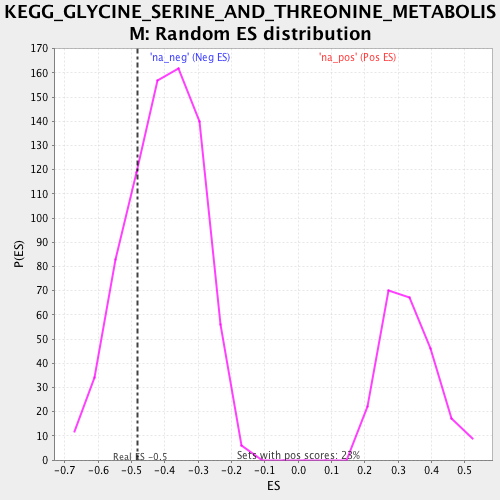 KEGG_GLYCINE_SERINE_AND_THREONINE_METABOLIS
M: Random ES distribution
'na_neg' (Neg ES) 'na_pos' (Pos ES)
170
160
150
140
130
120
110
100
90
80
70
60
50
40
30
20
10
0
P(ES)
Real ES -0.5 Sets with pos scores: 23%
-0.7 -0.6 -0.5 -0.4 -0.3 -0.2 -0.1 0.0 0.1 0.2 0.3 0.4 0.5
ES